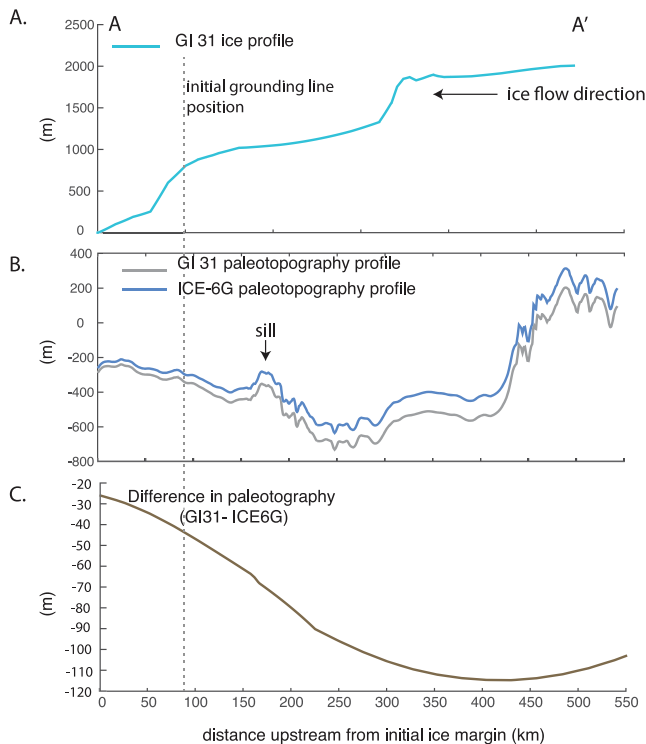 A.
A
A'
GI 31 ice profile
2000
initial grounding line
position
ice flow direction
1500
(m)
1000
500
0
B.
400
GI 31 paleotopography profile
ICE-6G paleotopography profile
200
0
sill
(m)
-200
-400
-600
-800
C.
-20
Difference in paleotography
(GI31- ICE6G)
-30
-40
-50
-60
(m)
-70
-80
-90
-100
-110
-120
0 50 100 150 200 250 300 350 400 450 500 550
distance upstream from initial ice margin (km)